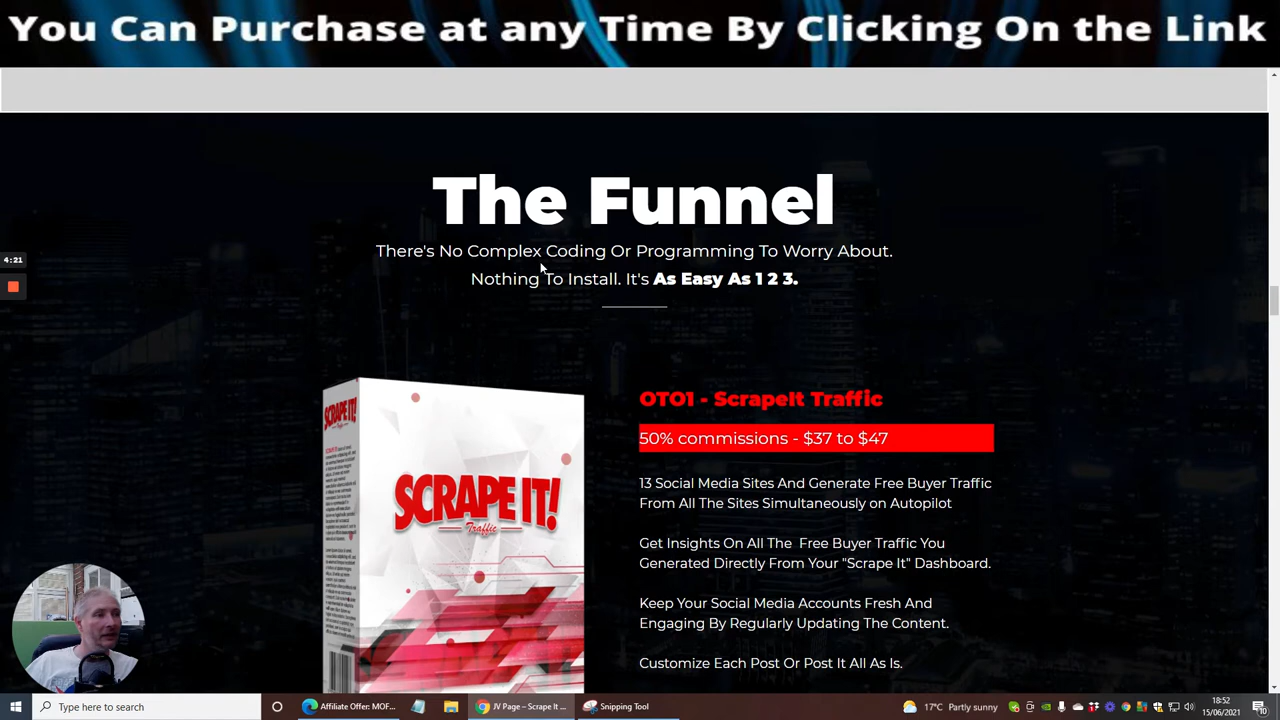 You Can Purchase at any Time By Clicking On the Link
The Funnel
There's No Complex Coding Or Programming To Worry About.
Nothing To Install. It's As Easy As 1 2 3.
4:21
SCRAPE IT!
SCRAPE IT!
Traffic
OTO1 - ScrapeIt Traffic
50% commissions - $37 to $47
13 Social Media Sites And Generate Free Buyer Traffic
From All The Sites Simultaneously on Autopilot
Get Insights On All The Free Buyer Traffic You
Generated Directly From Your "Scrape It" Dashboard.
Keep Your Social Media Accounts Fresh And
Engaging By Regularly Updating The Content.
Customize Each Post Or Post It All As Is.
Type here to search
Affiliate Offer: MOF...
JV Page – Scrape It ...
Snipping Tool
17°C Partly sunny
18:52
15/06/2021
10